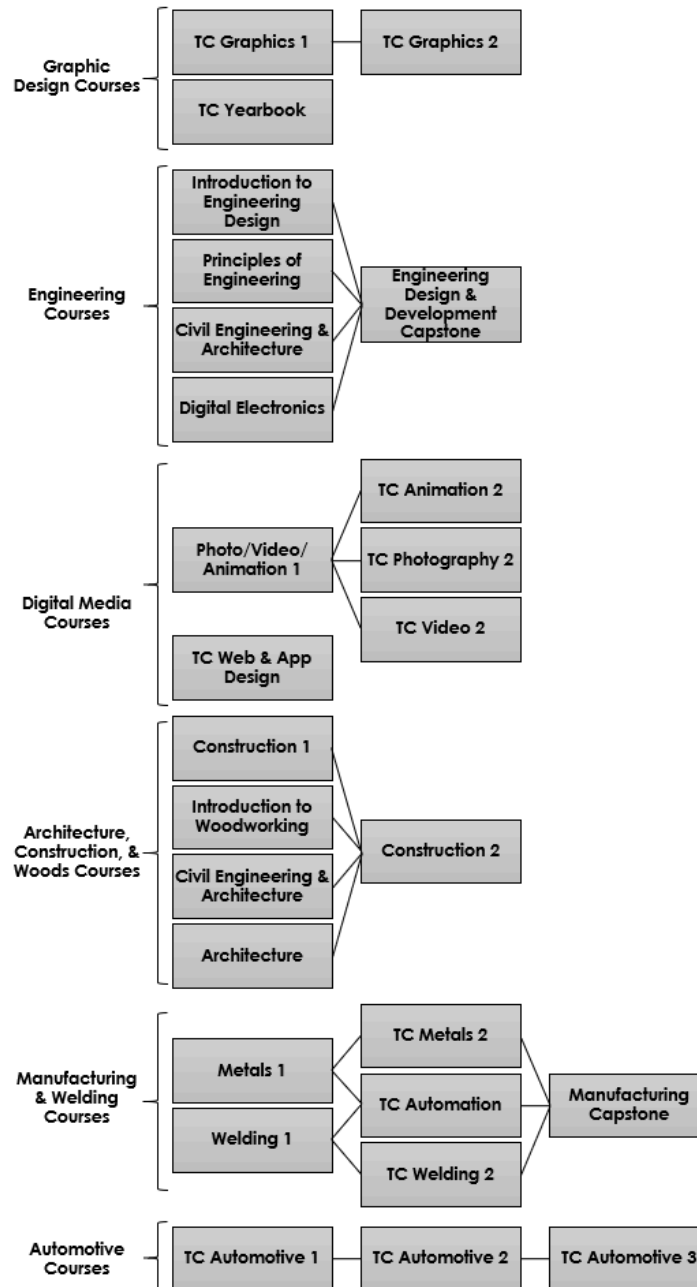 TC Graphics 1
TC Graphics 2
Graphic
Design Courses
TC Yearbook
Introduction to
Engineering
Design
Principles of
Engineering
Engineering
Courses
Engineering
Design &
Development
Capstone
Civil Engineering &
Architecture
Digital Electronics
TC Animation 2
Photo/Video/
Animation 1
TC Photography 2
Digital Media
Courses
TC Video 2
TC Web & App
Design
Construction 1
Introduction to
Woodworking
Architecture,
Construction, &
Woods Courses
Construction 2
Civil Engineering &
Architecture
Architecture
TC Metals 2
Metals 1
Manufacturing
& Welding
Courses
TC Automation
Manufacturing
Capstone
Welding 1
TC Welding 2
Automotive
Courses
TC Automotive 1
TC Automotive 2
TC Automotive 3